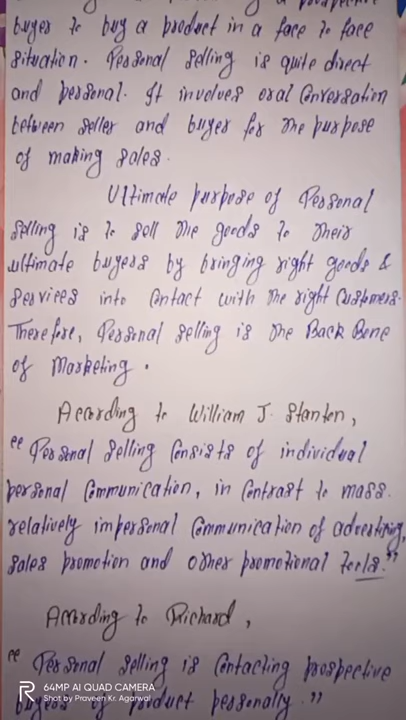 buyer to buy a product in a face to face
situation. Personal Selling is quite direct
and personal. It involves oral Conversation
between seller and buyer for the purpose
of making sales.
Ultimate purpose of Personal
selling is to sell the goods to their
ultimate buyers by bringing right goods &
Services into Contact with the right Customers.
Therefore, Personal selling is the Back Bone
of Marketing.
According to William J. Stanton,
"Personal Selling Consists of individual
personal Communication, in Contrast to mass.
relatively impersonal Communication of advertising,
sales promotion and other promotional tools."
According to Richard,
"Personal selling is Contacting prospective
buyers of product personally."
64MP AI QUAD CAMERA
Shot by Praveen Kr. Agarwal